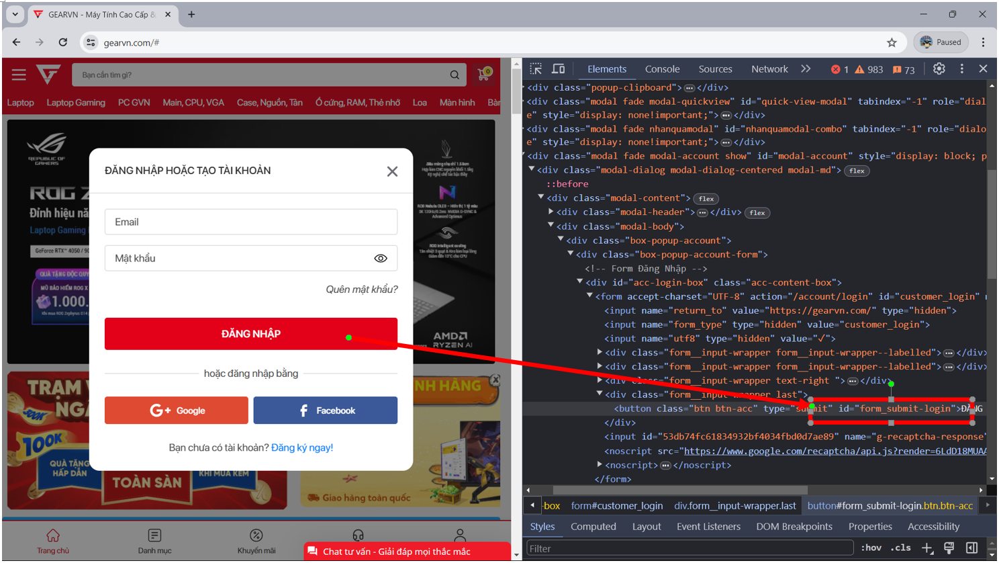 GEARVN - Máy Tính Cao Cấp &
gearvn.com/#
Paused
Bạn cần tìm gì?
0
Laptop
Laptop Gaming
PC GVN
Main, CPU, VGA
Case, Nguồn, Tản
Ổ cứng, RAM, Thẻ nhớ
Loa
Màn hình
Bàn
REPUBLIC OF
GAMERS
ROG Z
Đỉnh hiệu nă
Laptop Gaming
GeForce RTX™ 4050 / 90
QUÀ TẶNG ĐỘC QUY
MŨ BẢO HIỂM ROG X
1.000.
AMD
RYZEN AI
ĐĂNG NHẬP HOẶC TẠO TÀI KHOẢN
Email
Mật khẩu
Quên mật khẩu?
ĐĂNG NHẬP
hoặc đăng nhập bằng
G+ Google
f Facebook
Bạn chưa có tài khoản? Đăng ký ngay!
TRẠM
NG
100K
QUÀ TẶNG
HẤP DẪN
TOÀN SÀN
KHI MUA KÈM
NH HÀNG
Giao hàng toàn quốc
Trang chủ
Danh mục
Khuyến mãi
Chat tư vấn - Giải đáp mọi thắc mắc
Elements
Console
Sources
Network
1
983
73
<div class="popup-clipboard">…</div>
<div class="modal fade modal-quickview" id="quick-view-modal" tabindex="-1" role="dial
e" style="display: none!important;">…</div>
<div class="modal fade nhanquamodal" id="nhanquamodal-combo" tabindex="-1" role="dialo
e" style="display: none!important;">…</div>
<div class="modal fade modal-account show" id="modal-account" style="display: block; p
<div class="modal-dialog modal-dialog-centered modal-md"> flex
::before
<div class="modal-content"> flex
<div class="modal-header">…</div> flex
<div class="modal-body">
<div class="box-popup-account">
<div class="box-popup-account-form">
<!-- Form Đăng Nhập -->
<div id="acc-login-box" class="acc-content-box">
<form accept-charset="UTF-8" action="/account/login" id="customer_login"
<input name="return_to" value="https://gearvn.com/" type="hidden">
<input name="form_type" type="hidden" value="customer_login">
<input name="utf8" type="hidden" value="✓">
<div class="form__input-wrapper form__input-wrapper--labelled">…</div>
<div class="form__input-wrapper form__input-wrapper--labelled">…</div>
<div class="form__input-wrapper text-right ">…</div>
<div class="form__input-wrapper last">
<button class="btn btn-acc" type="submit" id="form_submit-login">ĐĂNG
</div>
<input id="53db74fc61834932bf4034fbd0d7ae89" name="g-recaptcha-response"
<noscript src="https://www.google.com/recaptcha/api.js?render=6LdD18MUAA
<noscript>…</noscript>
</form>
-box
form#customer_login
div.form__input-wrapper.last
button#form_submit-login.btn.btn-acc
Styles
Computed
Layout
Event Listeners
DOM Breakpoints
Properties
Accessibility
Filter
:hov
.cls